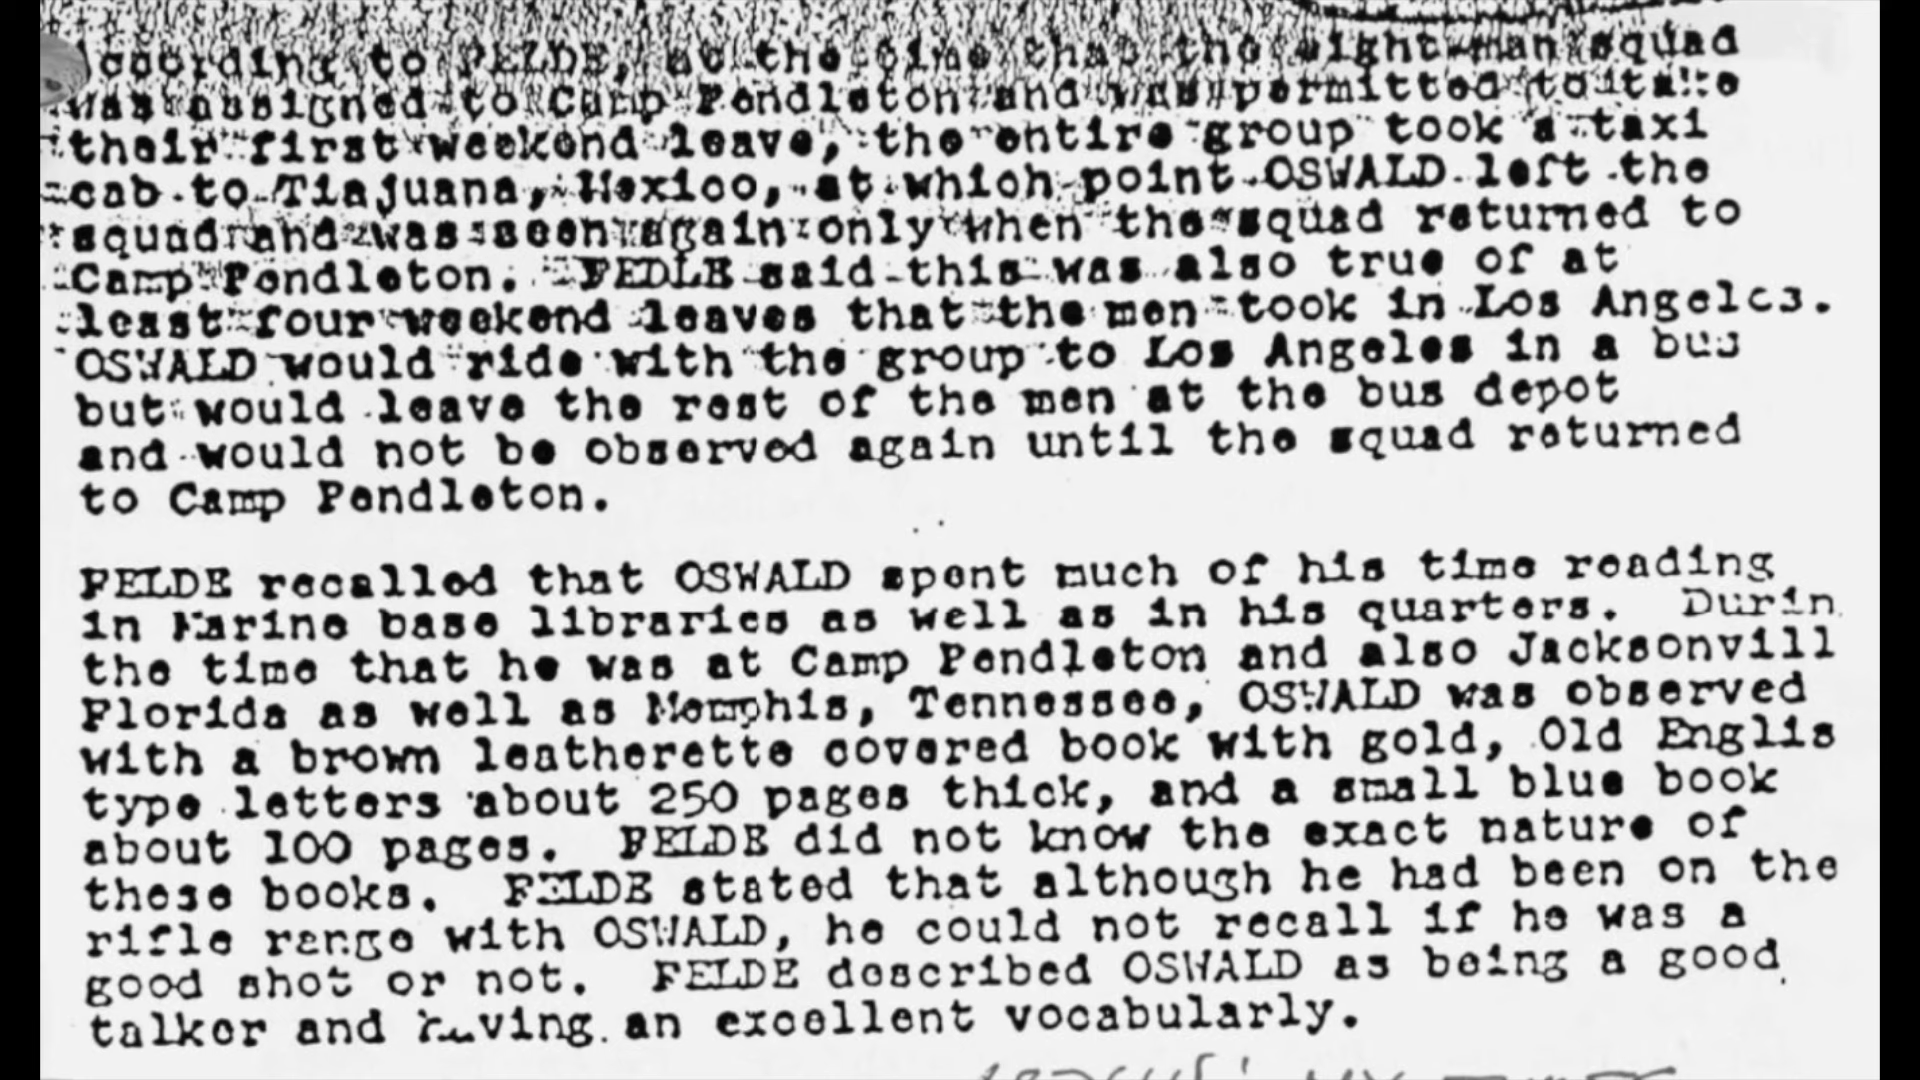 According to FELDE, at the time that the eight-man squad
was assigned to Camp Pendleton and was permitted to take
their first weekend leave, the entire group took a taxi
cab to Tiajuana, Mexico, at which point OSWALD left the
squad and was seen again only when the squad returned to
Camp Pendleton. FEDLE said this was also true of at
least four weekend leaves that the men took in Los Angeles.
OSWALD would ride with the group to Los Angeles in a bus
but would leave the rest of the men at the bus depot
and would not be observed again until the squad returned
to Camp Pendleton.
FELDE recalled that OSWALD spent much of his time reading
in Marine base libraries as well as in his quarters. Durin
the time that he was at Camp Pendleton and also Jacksonvill
Florida as well as Memphis, Tennessee, OSWALD was observed
with a brown leatherette covered book with gold, Old Englis
type letters about 250 pages thick, and a small blue book
about 100 pages. FELDE did not know the exact nature of
these books. FELDE stated that although he had been on the
rifle range with OSWALD, he could not recall if he was a
good shot or not. FELDE described OSWALD as being a good
talker and having an excellent vocabularly.